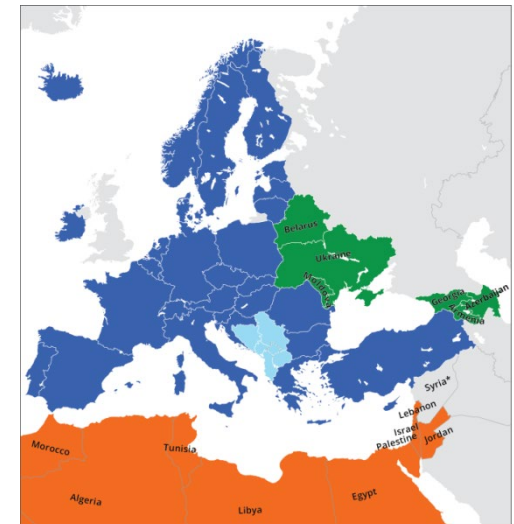 Belarus
Ukraine
Moldova
Georgia
Azerbaijan
Armenia
Syria*
Lebanon
Israel
Palestine
Jordan
Morocco
Tunisia
Algeria
Libya
Egypt